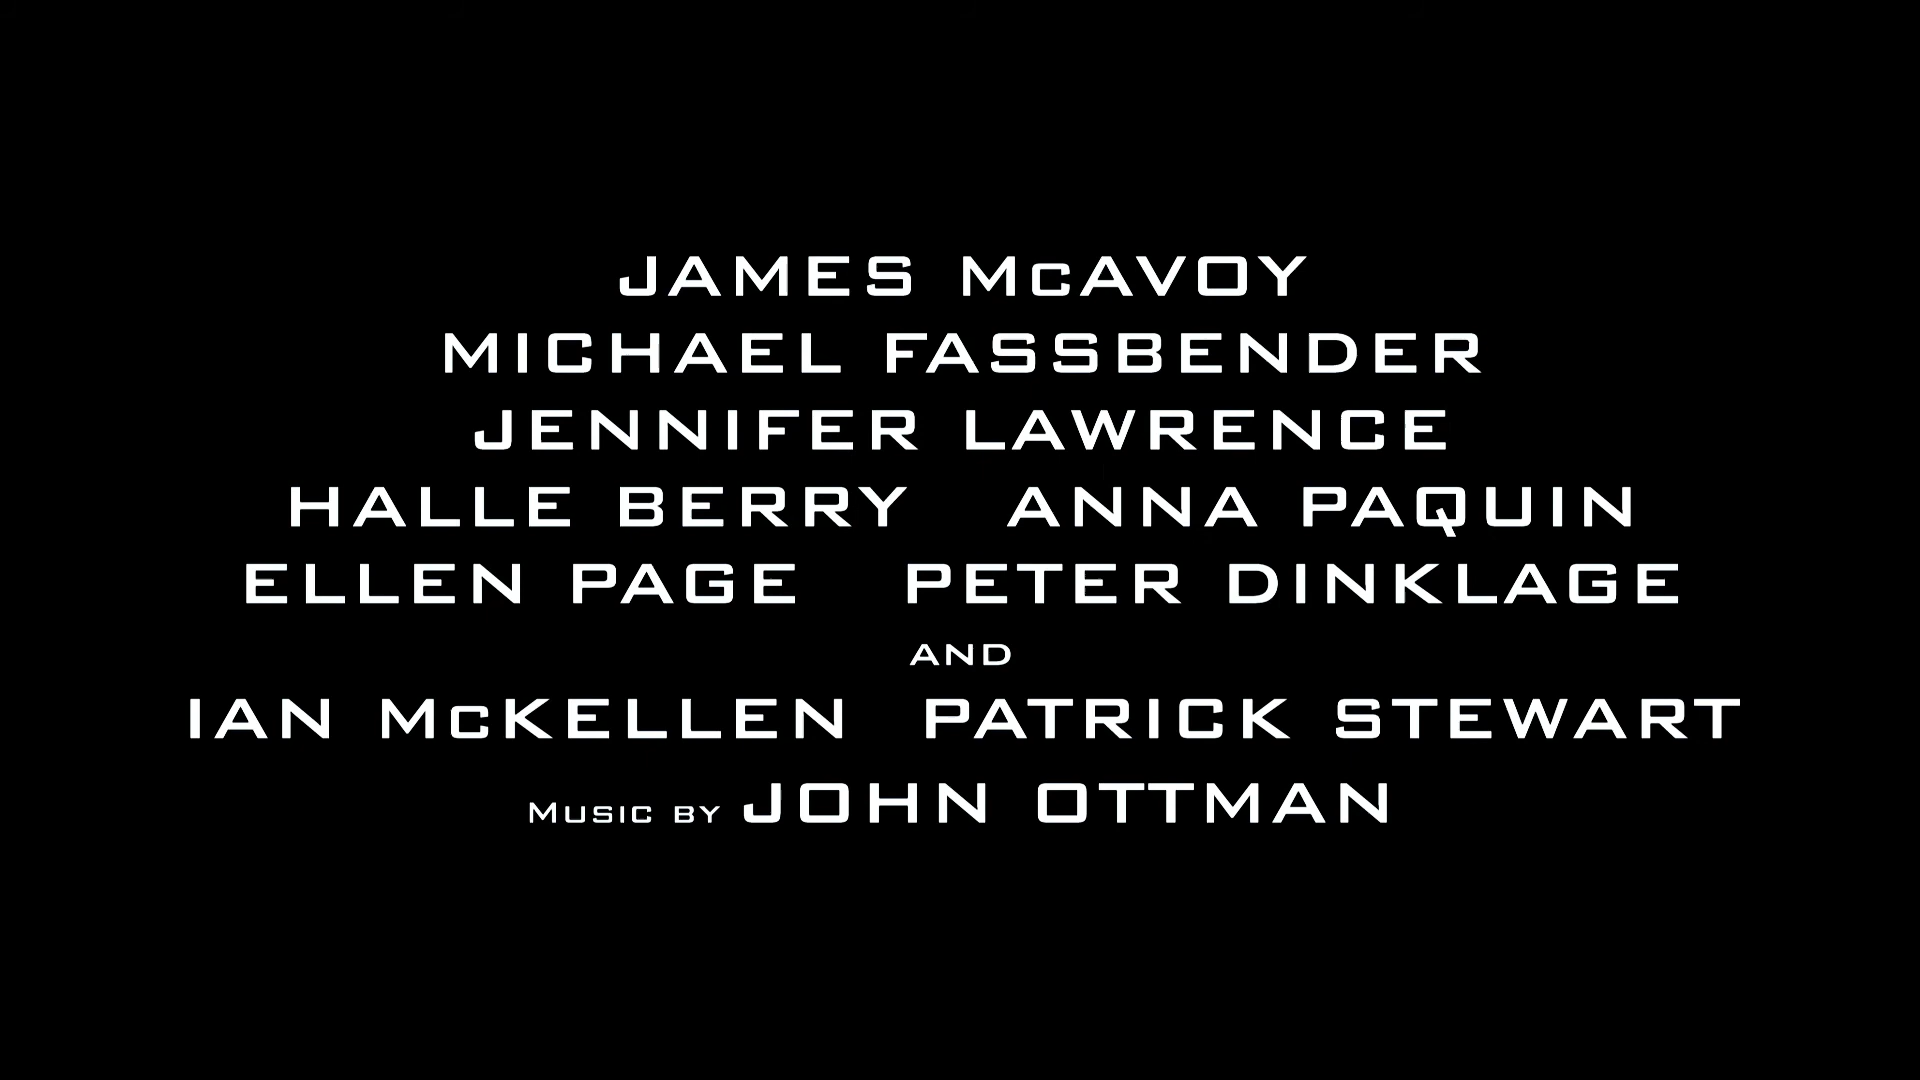 JAMES McAVOY
MICHAEL FASSBENDER
JENNIFER LAWRENCE
HALLE BERRY ANNA PAQUIN
ELLEN PAGE PETER DINKLAGE
AND
IAN McKELLEN PATRICK STEWART
MUSIC BY JOHN OTTMAN